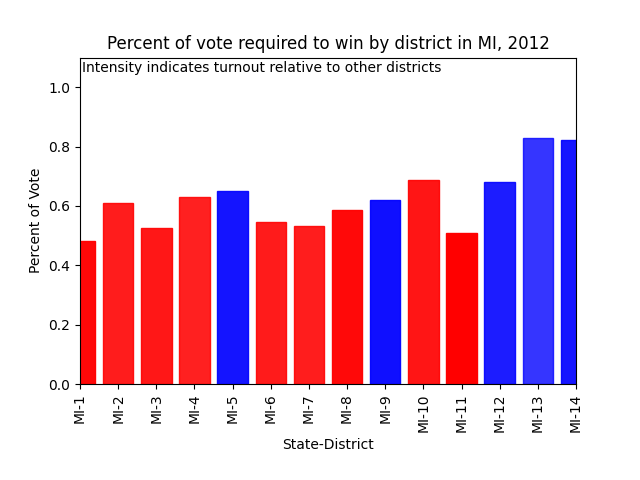 Percent of vote required to win by district in MI, 2012
Intensity indicates turnout relative to other districts
1.0
0.8
0.6
0.4
0.2
0.0
Percent of Vote
MI-1
MI-2
MI-3
MI-4
MI-5
MI-6
MI-7
MI-8
MI-9
MI-10
MI-11
MI-12
MI-13
MI-14
State-District